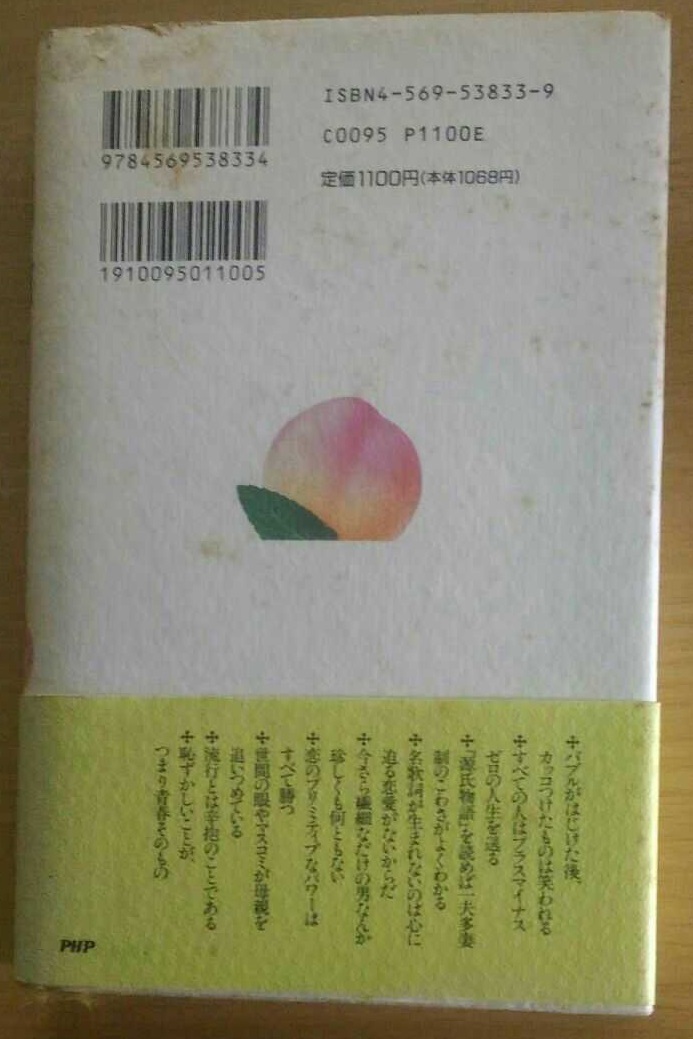 ISBN4-569-53833-9
C0095 P1100E
定価1100円(本体1068円)
9784569538334
1910095011005
✢バブルがはじけた後、
カッコつけたものは笑われる
✢すべての人はプラスマイナス
ゼロの人生を送る
✢『源氏物語』を読めば一夫多妻
制のこわさがよくわかる
✢名歌詞が生まれないのは心に
迫る恋愛がないからだ
✢今さら繊細なだけの男なんか
珍しくも何ともない
✢恋のプリミティブなパワーは
すべて勝つ
✢世間の眼やマスコミが母親を
追いつめている
✢流行とは辛抱のことである
✢恥ずかしいことが、
つまり青春そのもの
PHP